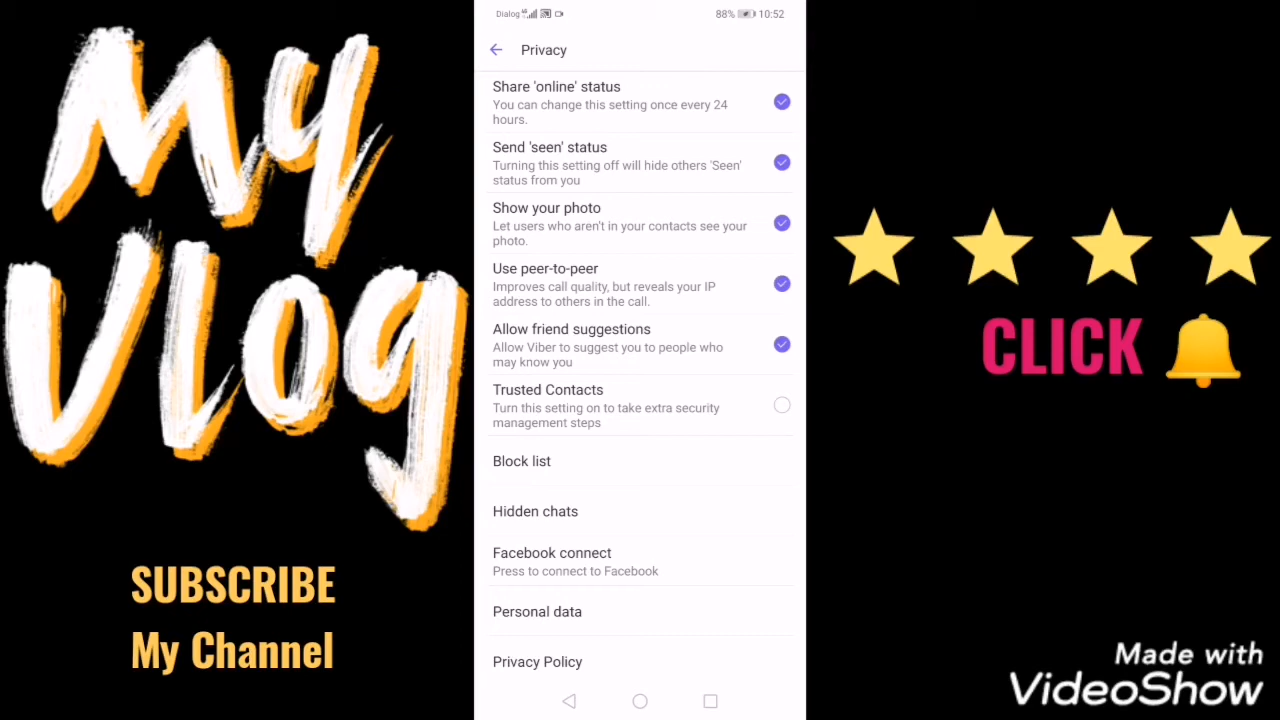 My
Vlog
SUBSCRIBE
My Channel
Dialog 88% 10:52
Privacy
Share 'online' status
You can change this setting once every 24
hours.
Send 'seen' status
Turning this setting off will hide others 'Seen'
status from you
Show your photo
Let users who aren't in your contacts see your
photo.
Use peer-to-peer
Improves call quality, but reveals your IP
address to others in the call.
Allow friend suggestions
Allow Viber to suggest you to people who
may know you
Trusted Contacts
Turn this setting on to take extra security
management steps
Block list
Hidden chats
Facebook connect
Press to connect to Facebook
Personal data
Privacy Policy
CLICK
Made with
VideoShow